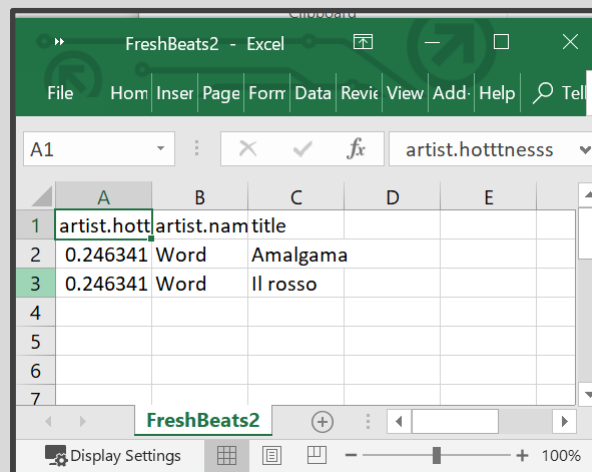 Clipboard
FreshBeats2 - Excel
File Hom Inser Page Form Data Revie View Add- Help Tel
A1 fx artist.hotttnesss
A B C D E
1 artist.hott artist.nam title
2 0.246341 Word Amalgama
3 0.246341 Word Il rosso
4
5
6
7
FreshBeats2
Display Settings 100%